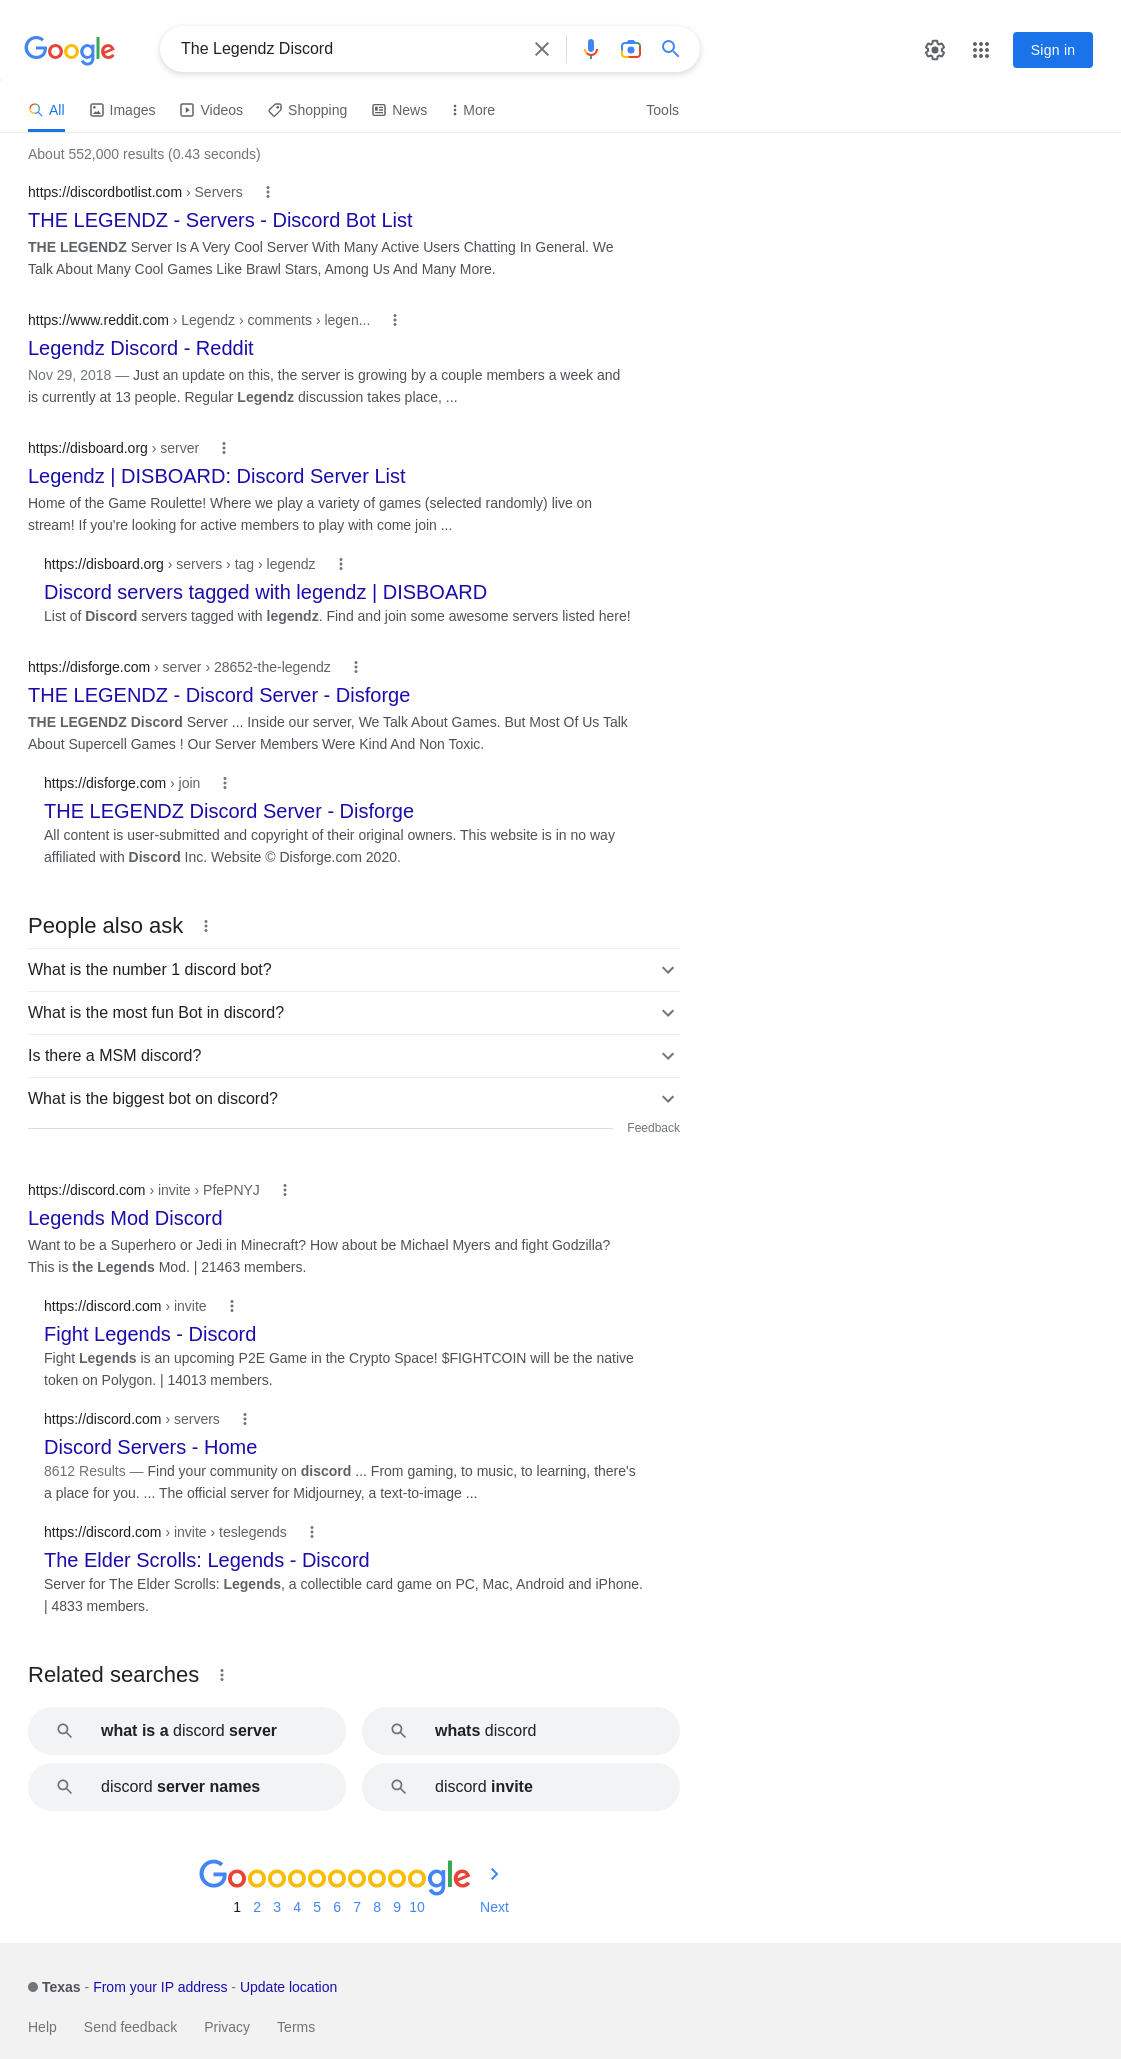 Google
The Legendz Discord
Sign in
All Images Videos Shopping News More Tools
About 552,000 results (0.43 seconds)
https://discordbotlist.com › Servers
THE LEGENDZ - Servers - Discord Bot List
THE LEGENDZ Server Is A Very Cool Server With Many Active Users Chatting In General. We
Talk About Many Cool Games Like Brawl Stars, Among Us And Many More.
https://www.reddit.com › Legendz › comments › legen...
Legendz Discord - Reddit
Nov 29, 2018 — Just an update on this, the server is growing by a couple members a week and
is currently at 13 people. Regular Legendz discussion takes place, ...
https://disboard.org › server
Legendz | DISBOARD: Discord Server List
Home of the Game Roulette! Where we play a variety of games (selected randomly) live on
stream! If you're looking for active members to play with come join ...
https://disboard.org › servers › tag › legendz
Discord servers tagged with legendz | DISBOARD
List of Discord servers tagged with legendz. Find and join some awesome servers listed here!
https://disforge.com › server › 28652-the-legendz
THE LEGENDZ - Discord Server - Disforge
THE LEGENDZ Discord Server ... Inside our server, We Talk About Games. But Most Of Us Talk
About Supercell Games ! Our Server Members Were Kind And Non Toxic.
https://disforge.com › join
THE LEGENDZ Discord Server - Disforge
All content is user-submitted and copyright of their original owners. This website is in no way
affiliated with Discord Inc. Website © Disforge.com 2020.
People also ask
What is the number 1 discord bot?
What is the most fun Bot in discord?
Is there a MSM discord?
What is the biggest bot on discord?
Feedback
https://discord.com › invite › PfePNYJ
Legends Mod Discord
Want to be a Superhero or Jedi in Minecraft? How about be Michael Myers and fight Godzilla?
This is the Legends Mod. | 21463 members.
https://discord.com › invite
Fight Legends - Discord
Fight Legends is an upcoming P2E Game in the Crypto Space! $FIGHTCOIN will be the native
token on Polygon. | 14013 members.
https://discord.com › servers
Discord Servers - Home
8612 Results — Find your community on discord ... From gaming, to music, to learning, there's
a place for you. ... The official server for Midjourney, a text-to-image ...
https://discord.com › invite › teslegends
The Elder Scrolls: Legends - Discord
Server for The Elder Scrolls: Legends, a collectible card game on PC, Mac, Android and iPhone.
| 4833 members.
Related searches
what is a discord server
whats discord
discord server names
discord invite
Goooooooooogle
1 2 3 4 5 6 7 8 9 10 Next
Texas - From your IP address - Update location
Help Send feedback Privacy Terms